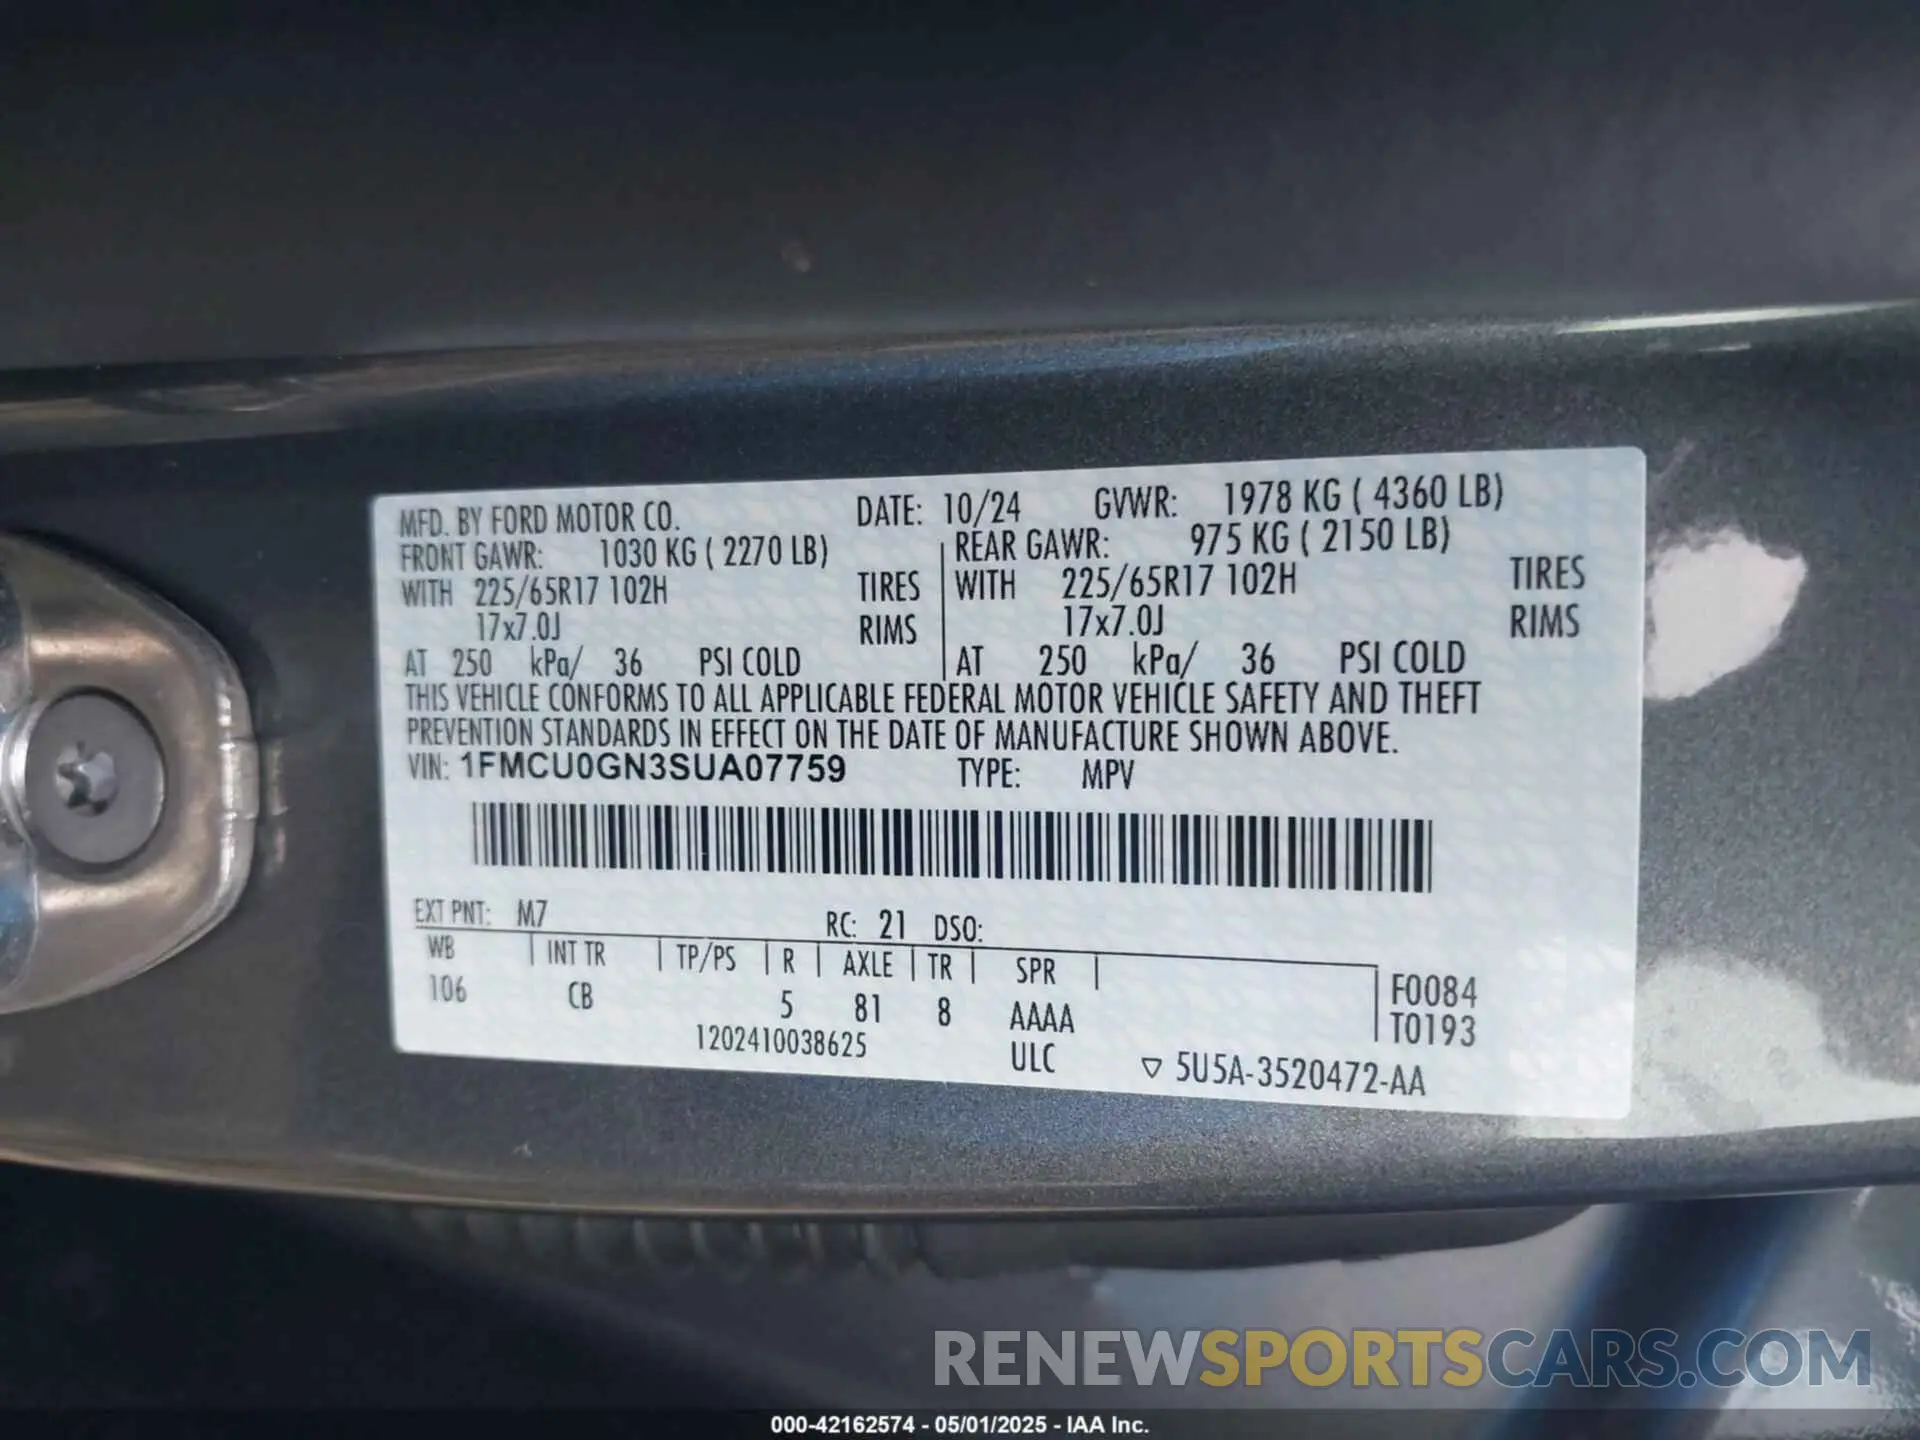 MFD. BY FORD MOTOR CO. DATE: 10/24 GVWR: 1978 KG ( 4360 LB)
FRONT GAWR: 1030 KG ( 2270 LB) REAR GAWR: 975 KG ( 2150 LB)
WITH 225/65R17 102H TIRES WITH 225/65R17 102H TIRES
17x7.0J RIMS 17x7.0J RIMS
AT 250 kPa/ 36 PSI COLD AT 250 kPa/ 36 PSI COLD
THIS VEHICLE CONFORMS TO ALL APPLICABLE FEDERAL MOTOR VEHICLE SAFETY AND THEFT
PREVENTION STANDARDS IN EFFECT ON THE DATE OF MANUFACTURE SHOWN ABOVE.
VIN: 1FMCU0GN3SUA07759 TYPE: MPV
EXT PNT: M7 RC: 21 DSO:
WB INT TR TP/PS R AXLE TR SPR F0084
106 CB 5 81 8 AAAA T0193
1202410038625 ULC ▽ 5U5A-3520472-AA
RENEWSPORTSCARS.COM
000-42162574 - 05/01/2025 - IAA Inc.